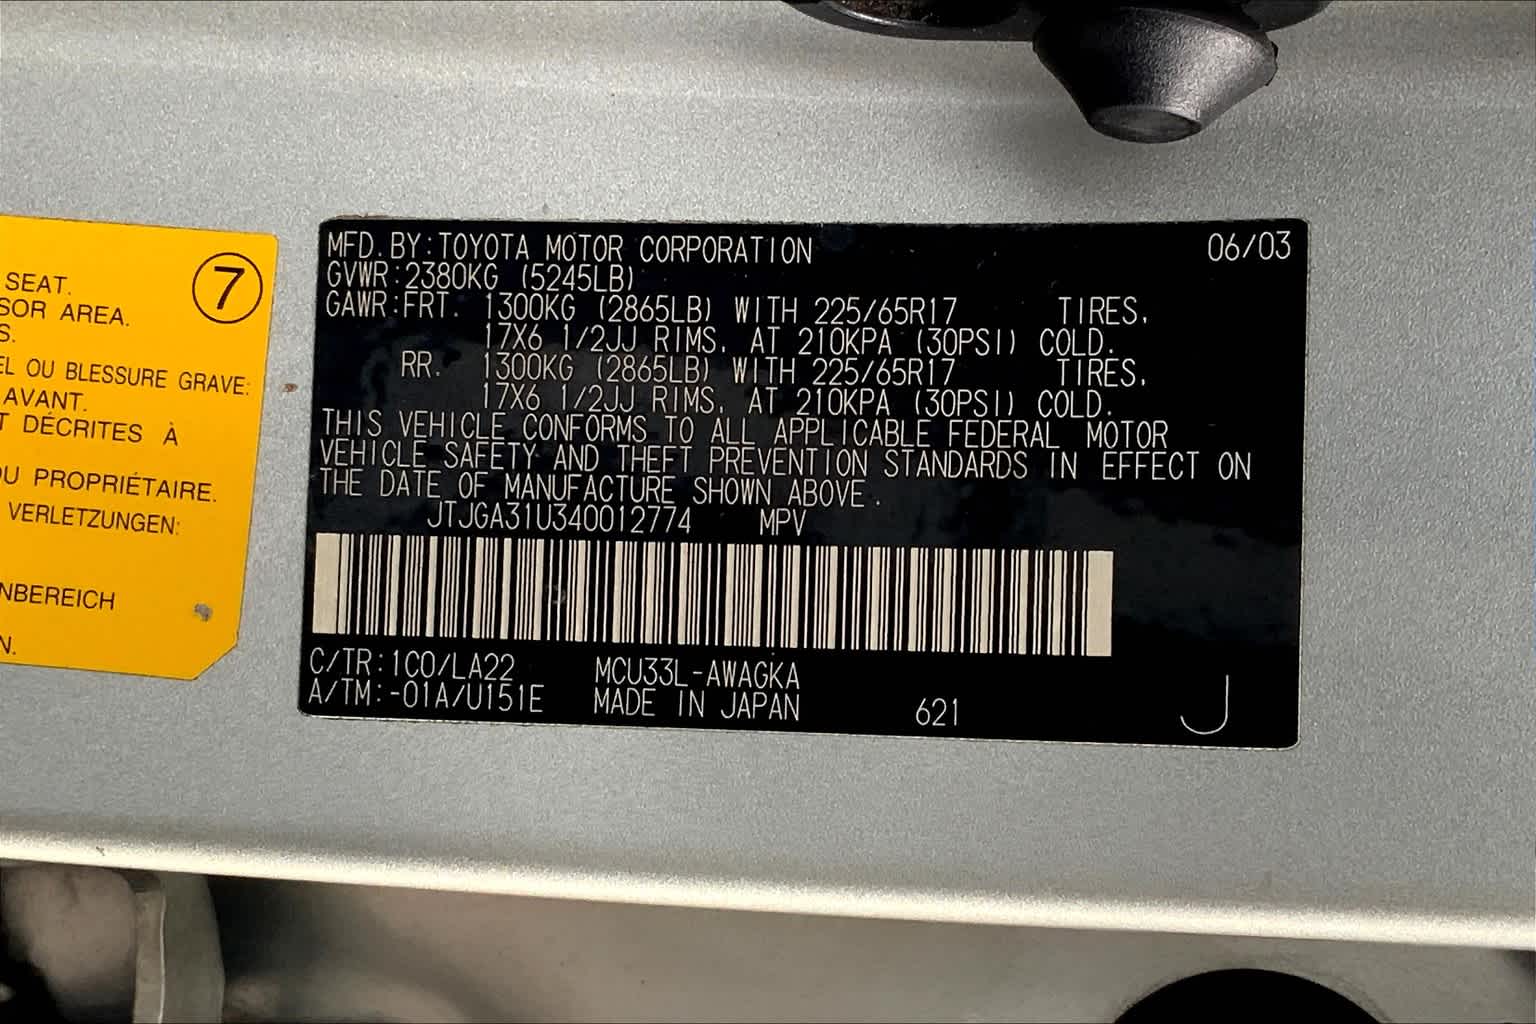 SEAT.
SOR AREA.
S.
EL OU BLESSURE GRAVE:
AVANT.
T DÉCRITES À
OU PROPRIÉTAIRE.
VERLETZUNGEN:
NBEREICH
N.
7
MFD. BY:TOYOTA MOTOR CORPORATION 06/03
GVWR:2380KG (5245LB)
GAWR:FRT. 1300KG (2865LB) WITH 225/65R17 TIRES,
17X6 1/2JJ RIMS, AT 210KPA (30PSI) COLD.
RR. 1300KG (2865LB) WITH 225/65R17 TIRES,
17X6 1/2JJ RIMS, AT 210KPA (30PSI) COLD.
THIS VEHICLE CONFORMS TO ALL APPLICABLE FEDERAL MOTOR
VEHICLE SAFETY AND THEFT PREVENTION STANDARDS IN EFFECT ON
THE DATE OF MANUFACTURE SHOWN ABOVE.
JTJGA31U340012774 MPV
C/TR:1C0/LA22 MCU33L-AWAGKA
A/TM:-01A/U151E MADE IN JAPAN 621 J